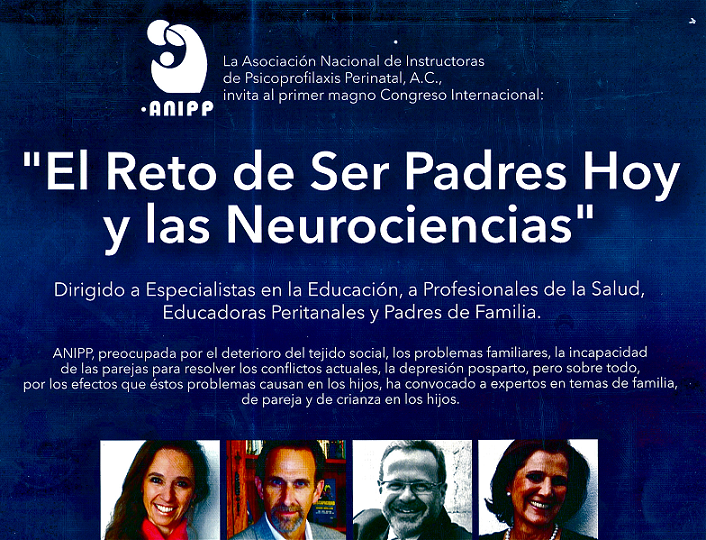 La Asociación Nacional de Instructoras
de Psicoprofilaxis Perinatal, A.C.,
invita al primer magno Congreso Internacional:
•ANIPP
"El Reto de Ser Padres Hoy
y las Neurociencias"
Dirigido a Especialistas en la Educación, a Profesionales de la Salud,
Educadoras Peritanales y Padres de Familia.
ANIPP, preocupada por el deterioro del tejido social, los problemas familiares, la incapacidad
de las parejas para resolver los conflictos actuales, la depresión posparto, pero sobre todo,
por los efectos que éstos problemas causan en los hijos, ha convocado a expertos en temas de familia,
de pareja y de crianza en los hijos.